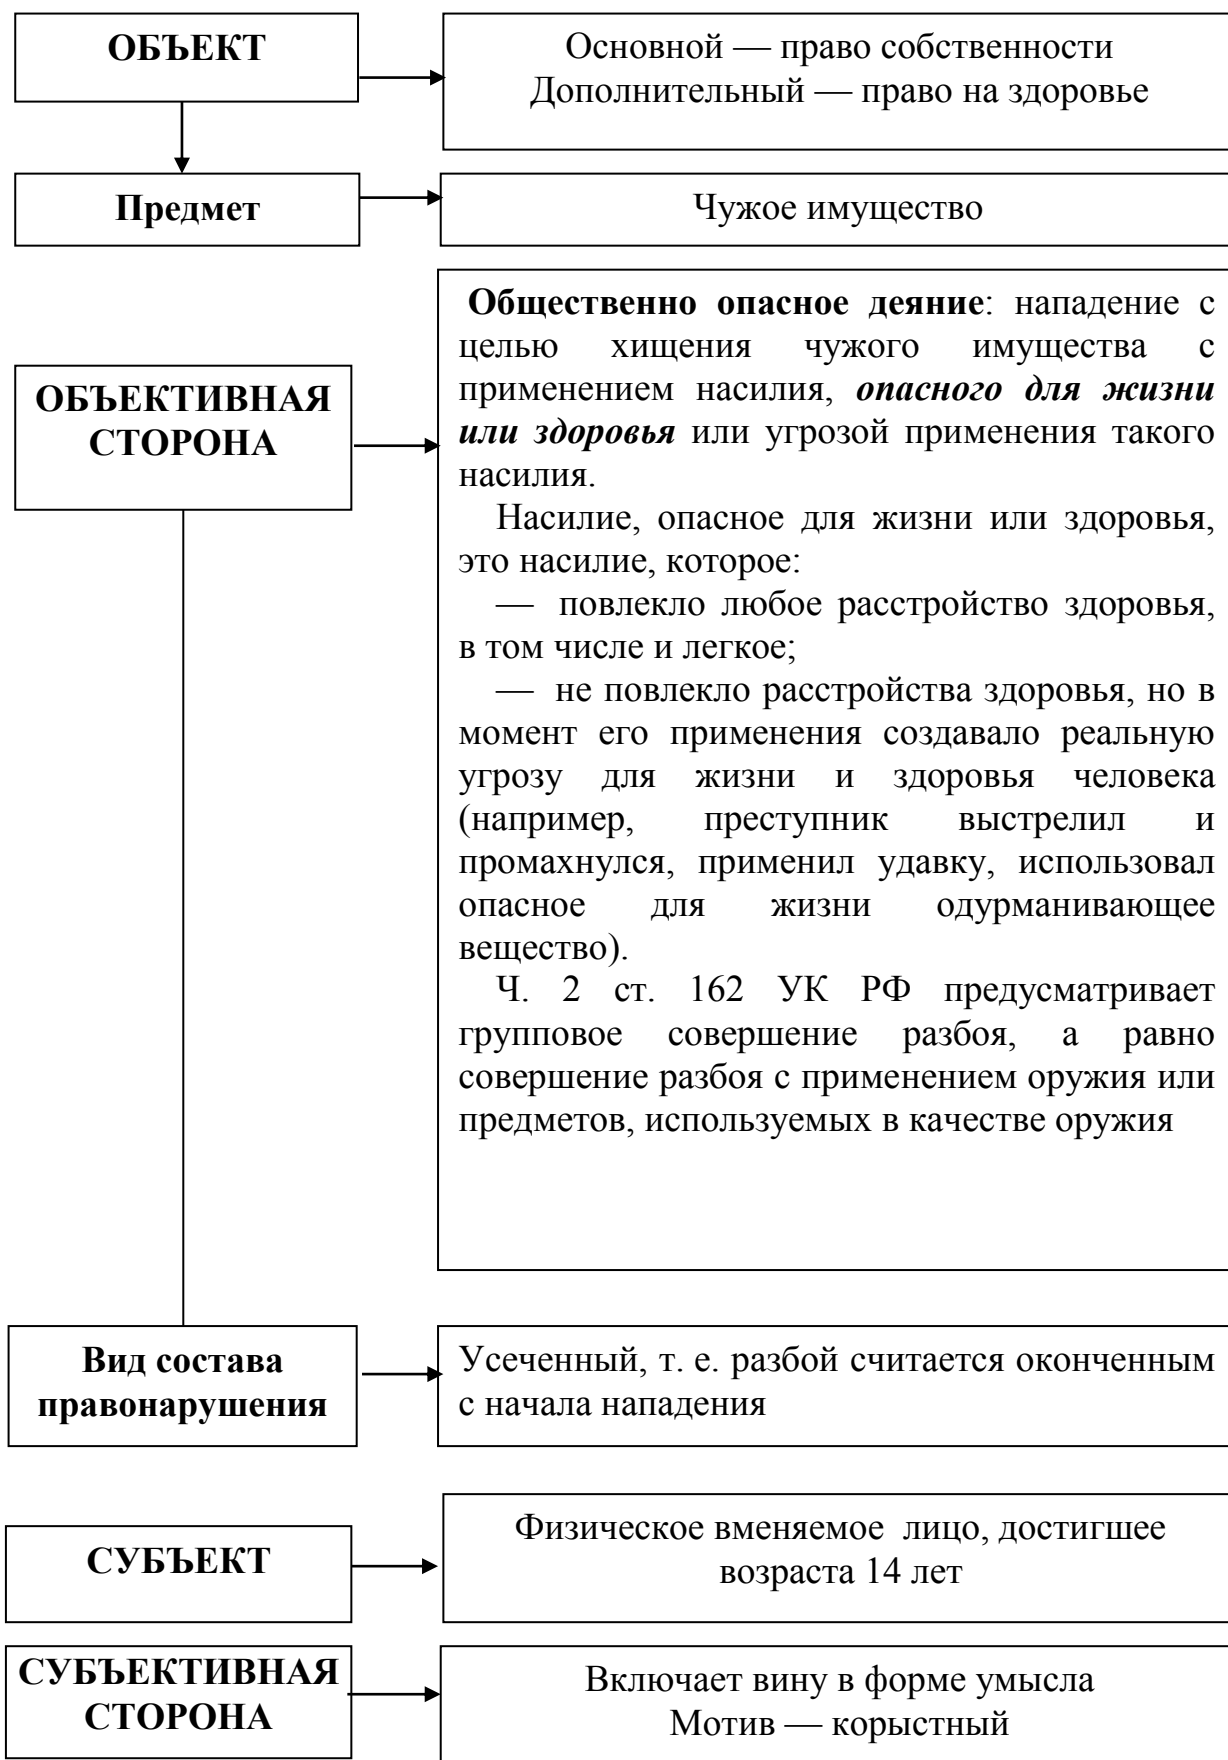 ОБЪЕКТ
Основной — право собственности
Дополнительный — право на здоровье
Предмет
Чужое имущество
ОБЪЕКТИВНАЯ
СТОРОНА
Общественно опасное деяние: нападение с
целью хищения чужого имущества с
применением насилия, опасного для жизни
или здоровья или угрозой применения такого
насилия.
Насилие, опасное для жизни или здоровья,
это насилие, которое:
— повлекло любое расстройство здоровья,
в том числе и легкое;
— не повлекло расстройства здоровья, но в
момент его применения создавало реальную
угрозу для жизни и здоровья человека
(например, преступник выстрелил и
промахнулся, применил удавку, использовал
опасное для жизни одурманивающее
вещество).
Ч. 2 ст. 162 УК РФ предусматривает
групповое совершение разбоя, а равно
совершение разбоя с применением оружия или
предметов, используемых в качестве оружия
Вид состава
правонарушения
Усеченный, т. е. разбой считается оконченным
с начала нападения
СУБЪЕКТ
Физическое вменяемое лицо, достигшее
возраста 14 лет
СУБЪЕКТИВНАЯ
СТОРОНА
Включает вину в форме умысла
Мотив — корыстный